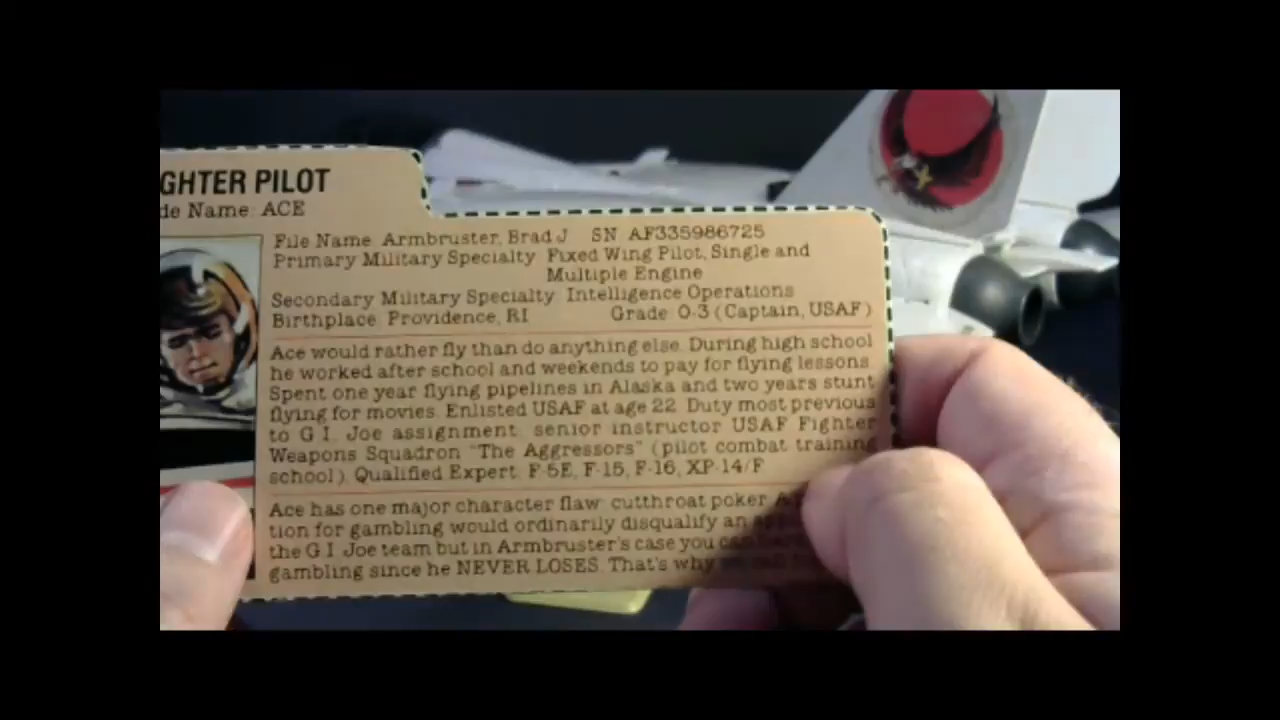 GHTER PILOT
de Name: ACE
File Name: Armbruster, Brad J. SN: AF335986725
Primary Military Specialty: Fixed Wing Pilot, Single and
Multiple Engine
Secondary Military Specialty: Intelligence Operations
Birthplace: Providence, RI Grade: O-3 (Captain, USAF)
Ace would rather fly than do anything else. During high school
he worked after school and weekends to pay for flying lessons.
Spent one year flying pipelines in Alaska and two years stunt
flying for movies. Enlisted USAF at age 22. Duty most previous
to G.I. Joe assignment: senior instructor USAF Fighter
Weapons Squadron "The Aggressors" (pilot combat training
school). Qualified Expert: F-5E, F-15, F-16, XP-14/F
Ace has one major character flaw: cutthroat poker.
tion for gambling would ordinarily disqualify an
the G.I. Joe team but in Armbruster's case you
gambling since he NEVER LOSES. That's why